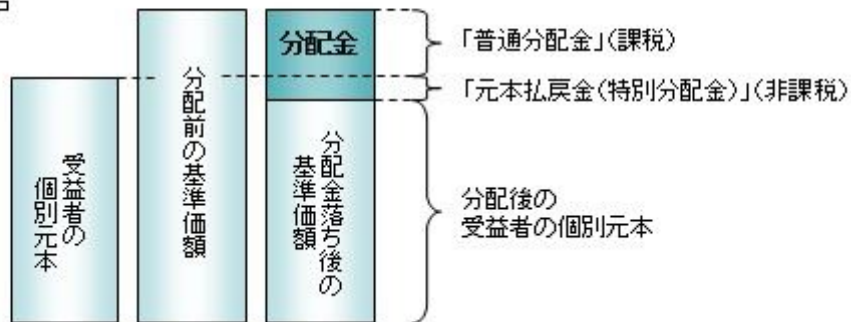 分配金
「普通分配金」(課税)
「元本払戻金(特別分配金)」(非課税)
受益者の
個別元本
分配前の基準価額
分配金落ち後の
基準価額
分配後の
受益者の個別元本